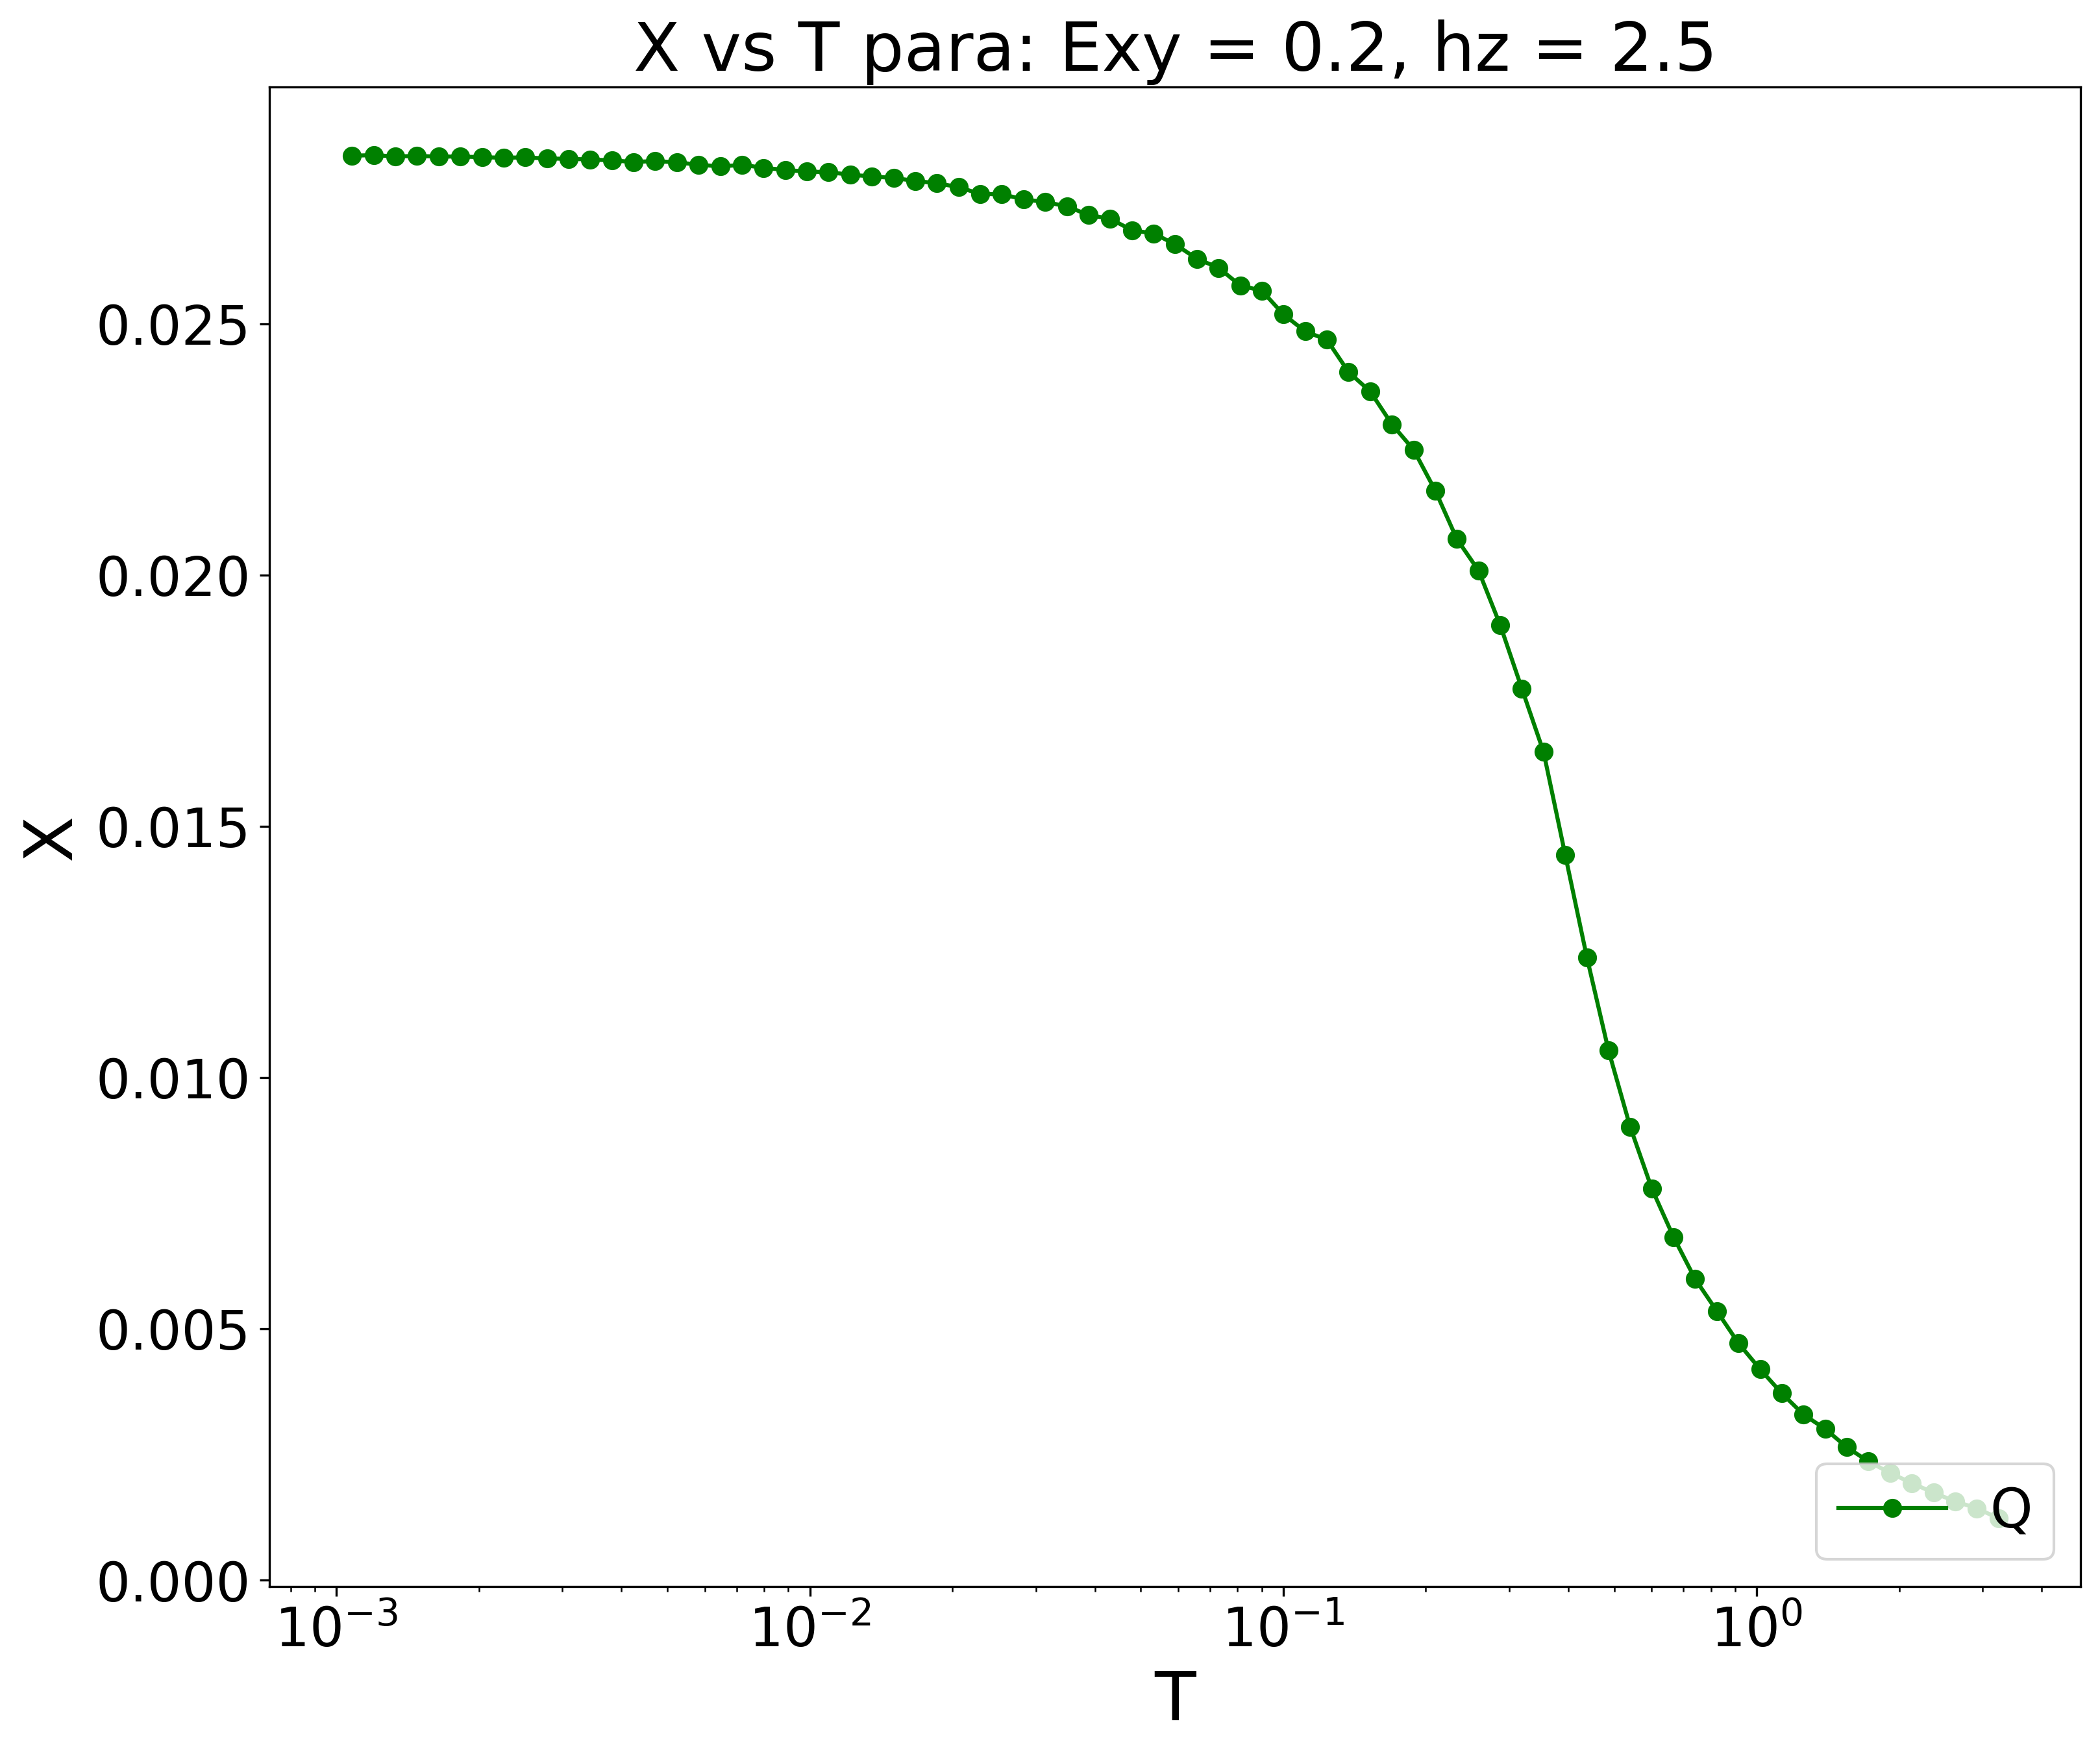 X vs T para: Exy = 0.2, hz = 2.5
X
0.025
0.020
0.015
0.010
0.005
0.000
10⁻³ 10⁻² 10⁻¹ 10⁰
T
Q